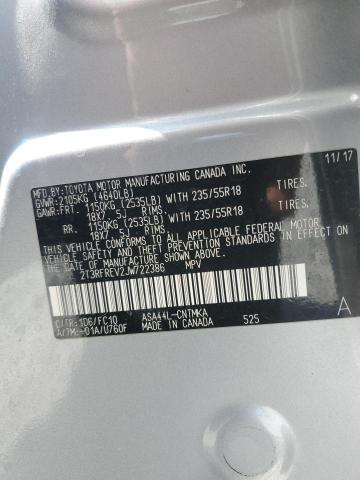 MFD.BY:TOYOTA MOTOR MANUFACTURING CANADA INC. 11/17
GVWR:2105KG (4640LB)
GAWR:FRT. 1150KG(2535LB)WITH 235/55R18 TIRES.
18X7.5J RIMS.
RR. 1150KG(2535LB)WITH 235/55R18 TIRES.
18X7.5J RIMS.
THIS VEHICLE CONFORMS TO ALL APPLICABLE FEDERAL MOTOR
VEHICLE SAFETY AND THEFT PREVENTION STANDARDS IN EFFECT
ON THE DATE OF MANUFACTURE SHOWN ABOVE.
2T3RFREV2JW722386 MPV
C/TR:1D6/FC10 ASA44L-CNTMKA
A/TM:-01A/U760F MADE IN CANADA 525 A